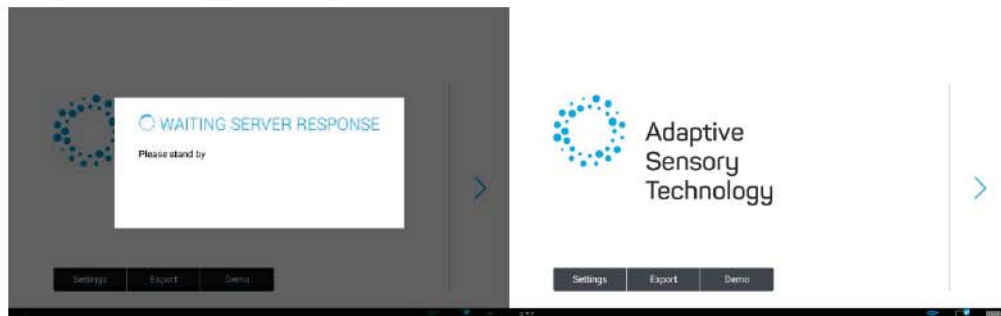 WAITING SERVER RESPONSE
Please stand by
Settings Export Demo
Adaptive
Sensory
Technology
Settings Export Demo